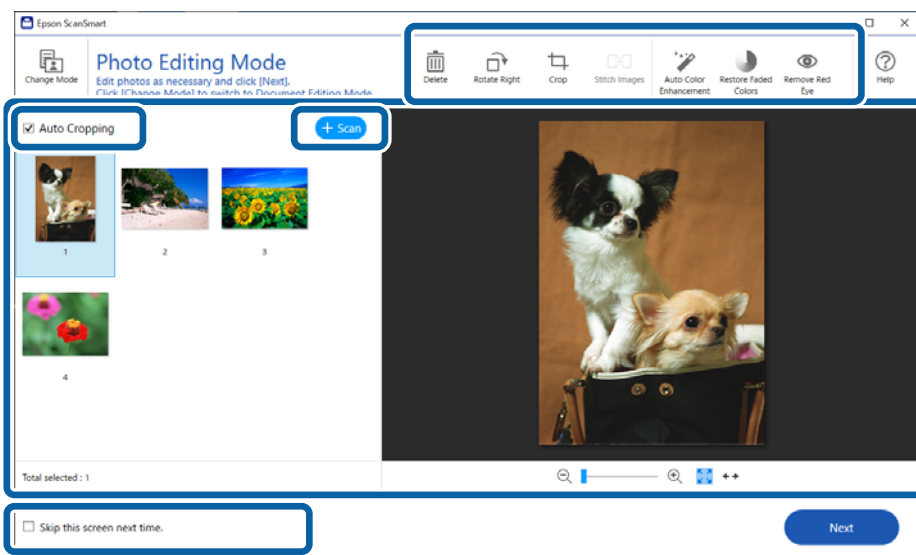 Epson ScanSmart
Change Mode
Photo Editing Mode
Edit photos as necessary and click [Next].
Click [Change Mode] to switch to Document Editing Mode.
Delete
Rotate Right
Crop
Stitch Images
Auto Color
Enhancement
Restore Faded
Colors
Remove Red
Eye
Help
Auto Cropping
+ Scan
1
2
3
4
Total selected : 1
Skip this screen next time.
Next